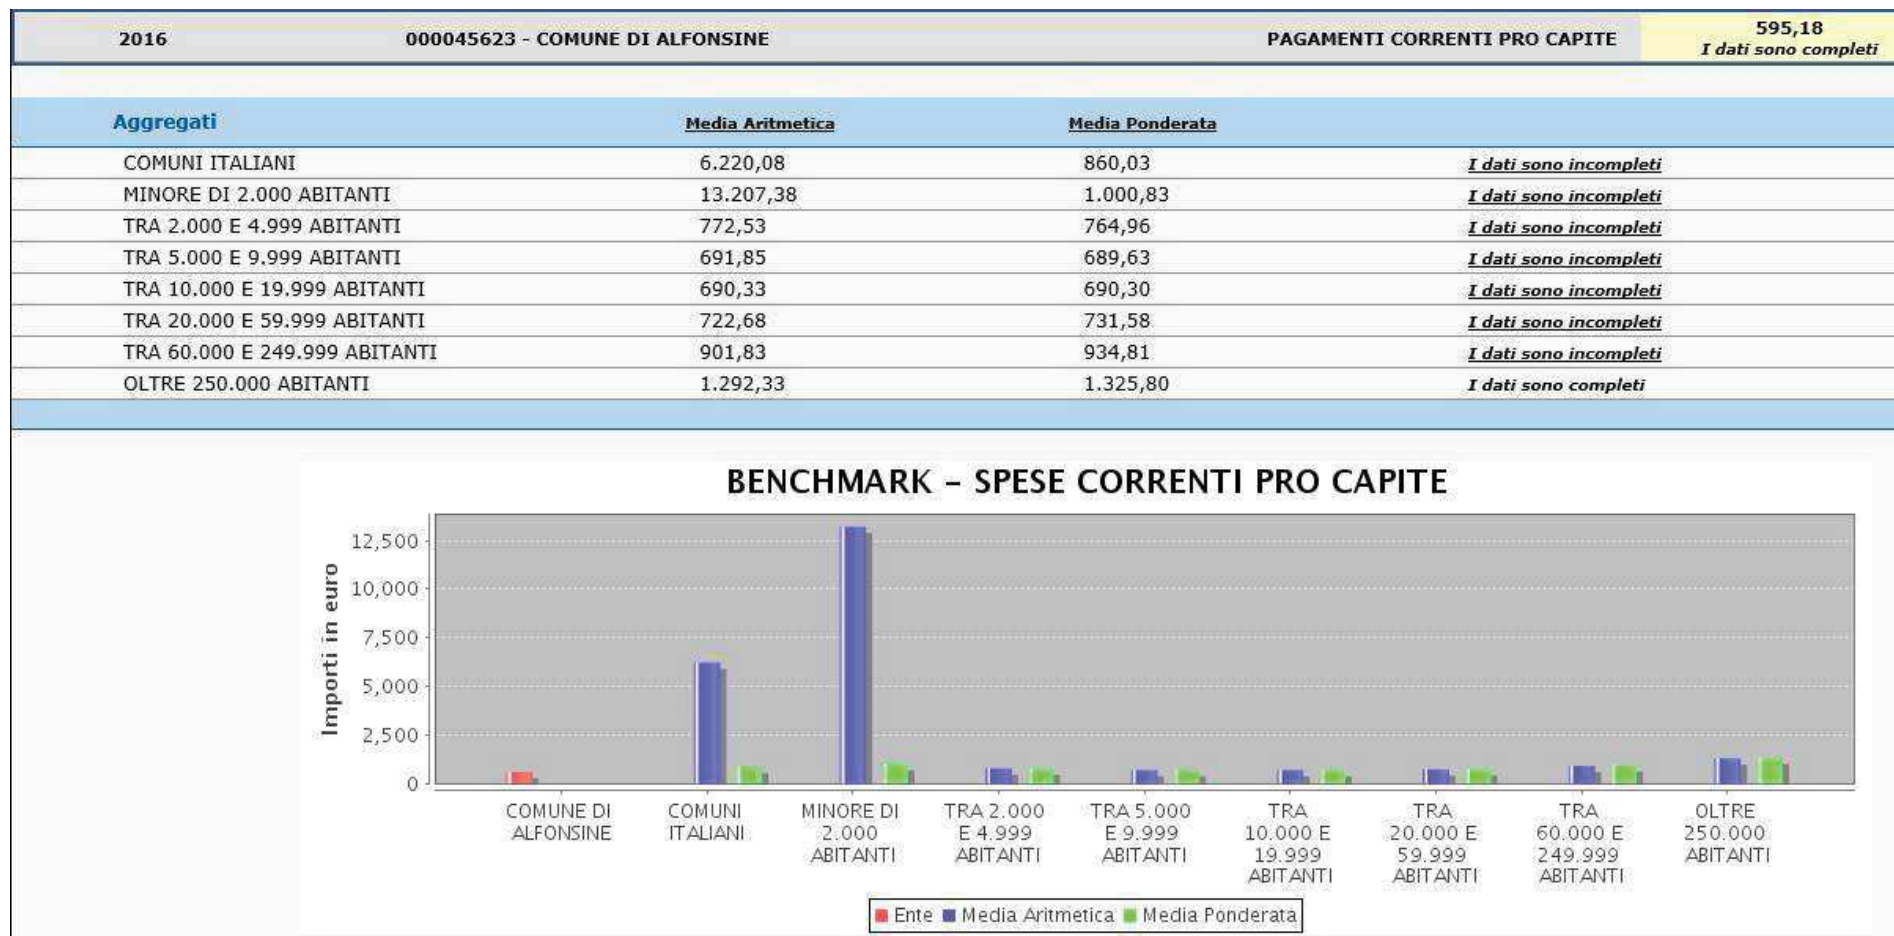 2016 000045623 - COMUNE DI ALFONSINE PAGAMENTI CORRENTI PRO CAPITE 595,18
I dati sono completi
Aggregati Media Aritmetica Media Ponderata
COMUNI ITALIANI 6.220,08 860,03 I dati sono incompleti
MINORE DI 2.000 ABITANTI 13.207,38 1.000,83 I dati sono incompleti
TRA 2.000 E 4.999 ABITANTI 772,53 764,96 I dati sono incompleti
TRA 5.000 E 9.999 ABITANTI 691,85 689,63 I dati sono incompleti
TRA 10.000 E 19.999 ABITANTI 690,33 690,30 I dati sono incompleti
TRA 20.000 E 59.999 ABITANTI 722,68 731,58 I dati sono incompleti
TRA 60.000 E 249.999 ABITANTI 901,83 934,81 I dati sono incompleti
OLTRE 250.000 ABITANTI 1.292,33 1.325,80 I dati sono completi
BENCHMARK – SPESE CORRENTI PRO CAPITE
Importi in euro
12,500
10,000
7,500
5,000
2,500
0
COMUNE DI COMUNI MINORE DI TRA 2.000 TRA 5.000 TRA TRA TRA OLTRE
ALFONSINE ITALIANI 2.000 E 4.999 E 9.999 10.000 E 20.000 E 60.000 E 250.000
ABITANTI ABITANTI ABITANTI 19.999 59.999 249.999 ABITANTI
ABITANTI ABITANTI ABITANTI
Ente Media Aritmetica Media Ponderata